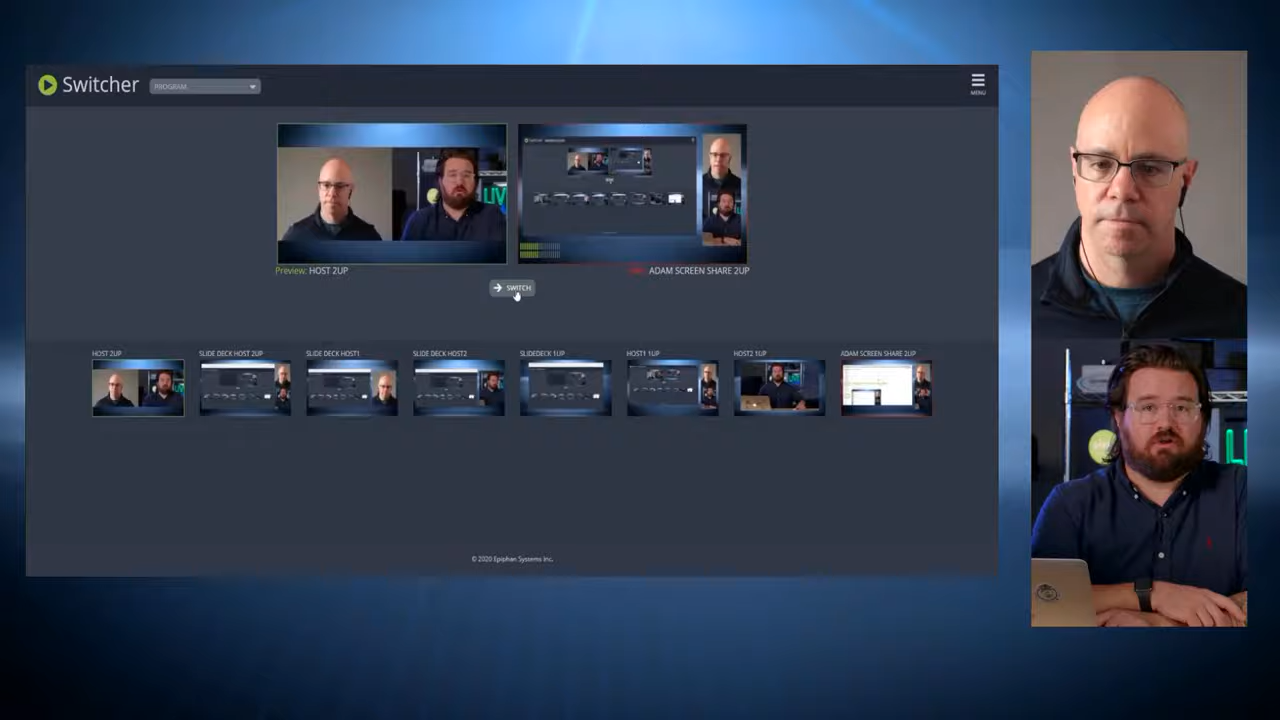 Switcher
PROGRAM
MENU
Preview: HOST 2UP
ADAM SCREEN SHARE 2UP
SWITCH
HOST 2UP
SLIDE DECK HOST 2UP
SLIDE DECK HOST1
SLIDE DECK HOST2
SLIDEDECK 1UP
HOST1 1UP
HOST2 1UP
ADAM SCREEN SHARE 2UP
© 2020 Epiphan Systems Inc.